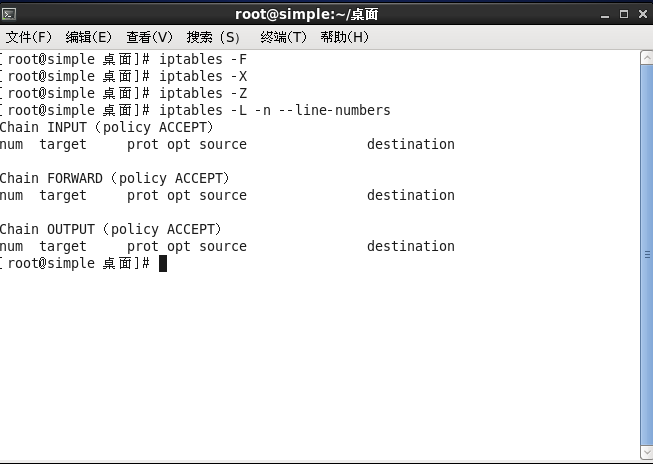 root@simple:~/桌面
文件(F) 编辑(E) 查看(V) 搜索 (S) 终端(T) 帮助(H)
[root@simple 桌面]# iptables -F
[root@simple 桌面]# iptables -X
[root@simple 桌面]# iptables -Z
[root@simple 桌面]# iptables -L -n --line-numbers
Chain INPUT (policy ACCEPT)
num  target     prot opt source               destination
Chain FORWARD (policy ACCEPT)
num  target     prot opt source               destination
Chain OUTPUT (policy ACCEPT)
num  target     prot opt source               destination
[root@simple 桌面]#